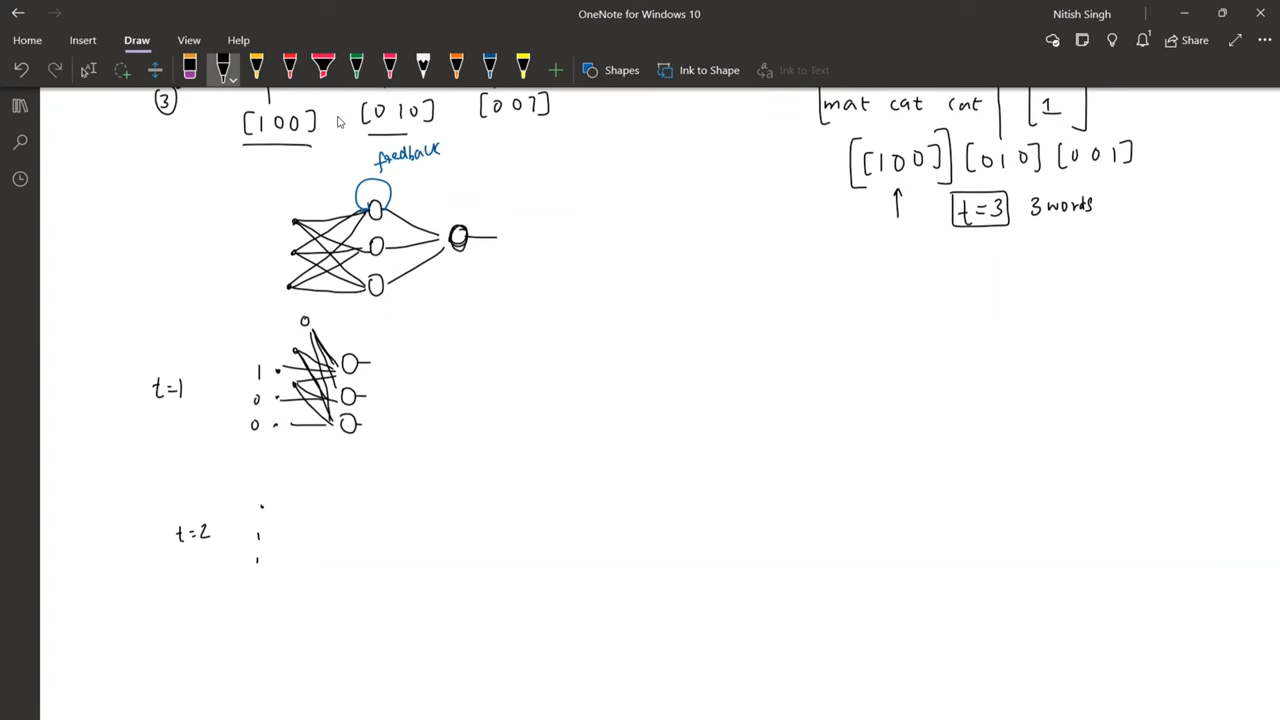 OneNote for Windows 10
Nitish Singh
Home Insert Draw View Help
Share
Shapes
Ink to Shape
Ink to Text
3
[1 0 0] [0 1 0] [0 0 1]
feedback
0
t=1
1
0
0
t=2
mat cat cat [1]
[[1 0 0]] [0 1 0] [0 0 1]
t=3 3 words